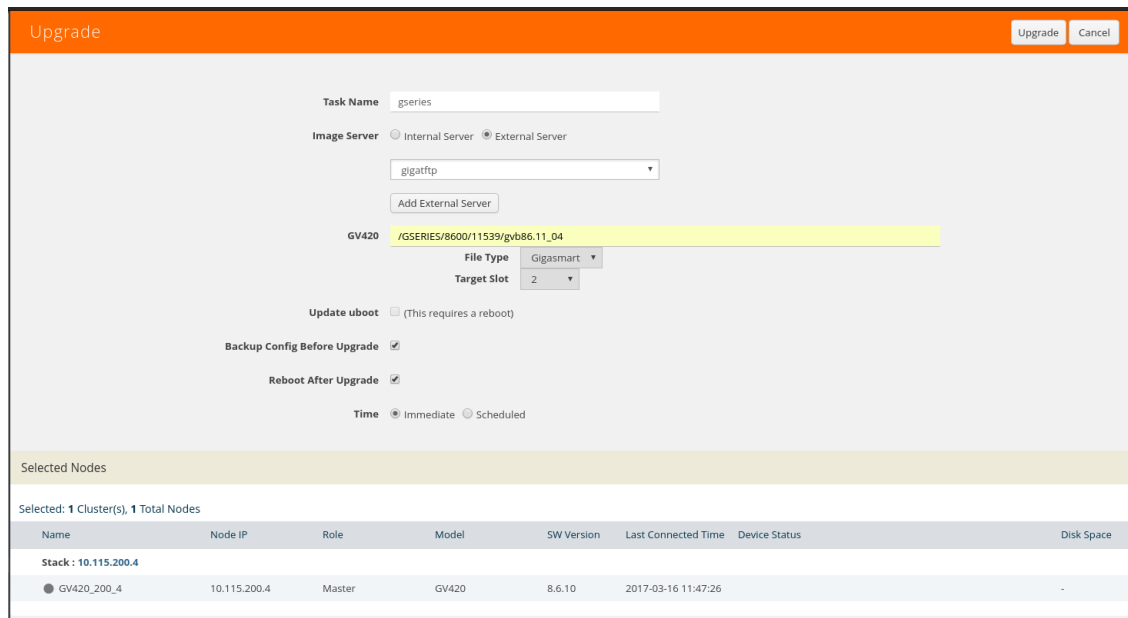 Upgrade Upgrade Cancel
Task Name gseries
Image Server Internal Server External Server
gigatftp
Add External Server
GV420 /GSERIES/8600/11539/gvb86.11_04
File Type Gigasmart
Target Slot 2
Update uboot (This requires a reboot)
Backup Config Before Upgrade
Reboot After Upgrade
Time Immediate Scheduled
Selected Nodes
Selected: 1 Cluster(s), 1 Total Nodes
Name Node IP Role Model SW Version Last Connected Time Device Status Disk Space
Stack : 10.115.200.4
GV420_200_4 10.115.200.4 Master GV420 8.6.10 2017-03-16 11:47:26 -